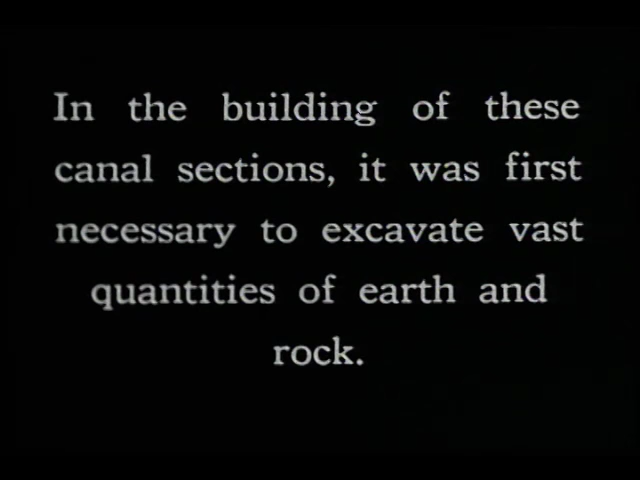 In the building of these
canal sections, it was first
necessary to excavate vast
quantities of earth and
rock.